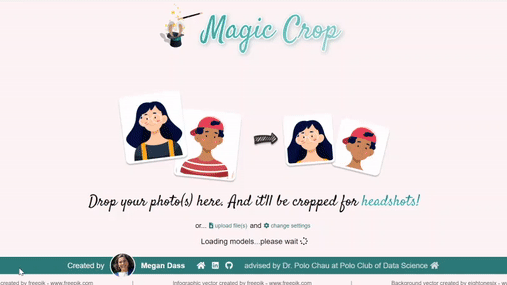 Magic Crop
Drop your photo(s) here. And it'll be cropped for headshots!
or... upload file(s) and change settings
Loading models...please wait
Created by Megan Dass advised by Dr. Polo Chau at Polo Club of Data Science
created by freepik - www.freepik.com | Infographic vector created by freepik - www.freepik.com | Background vector created by eightonesix - w